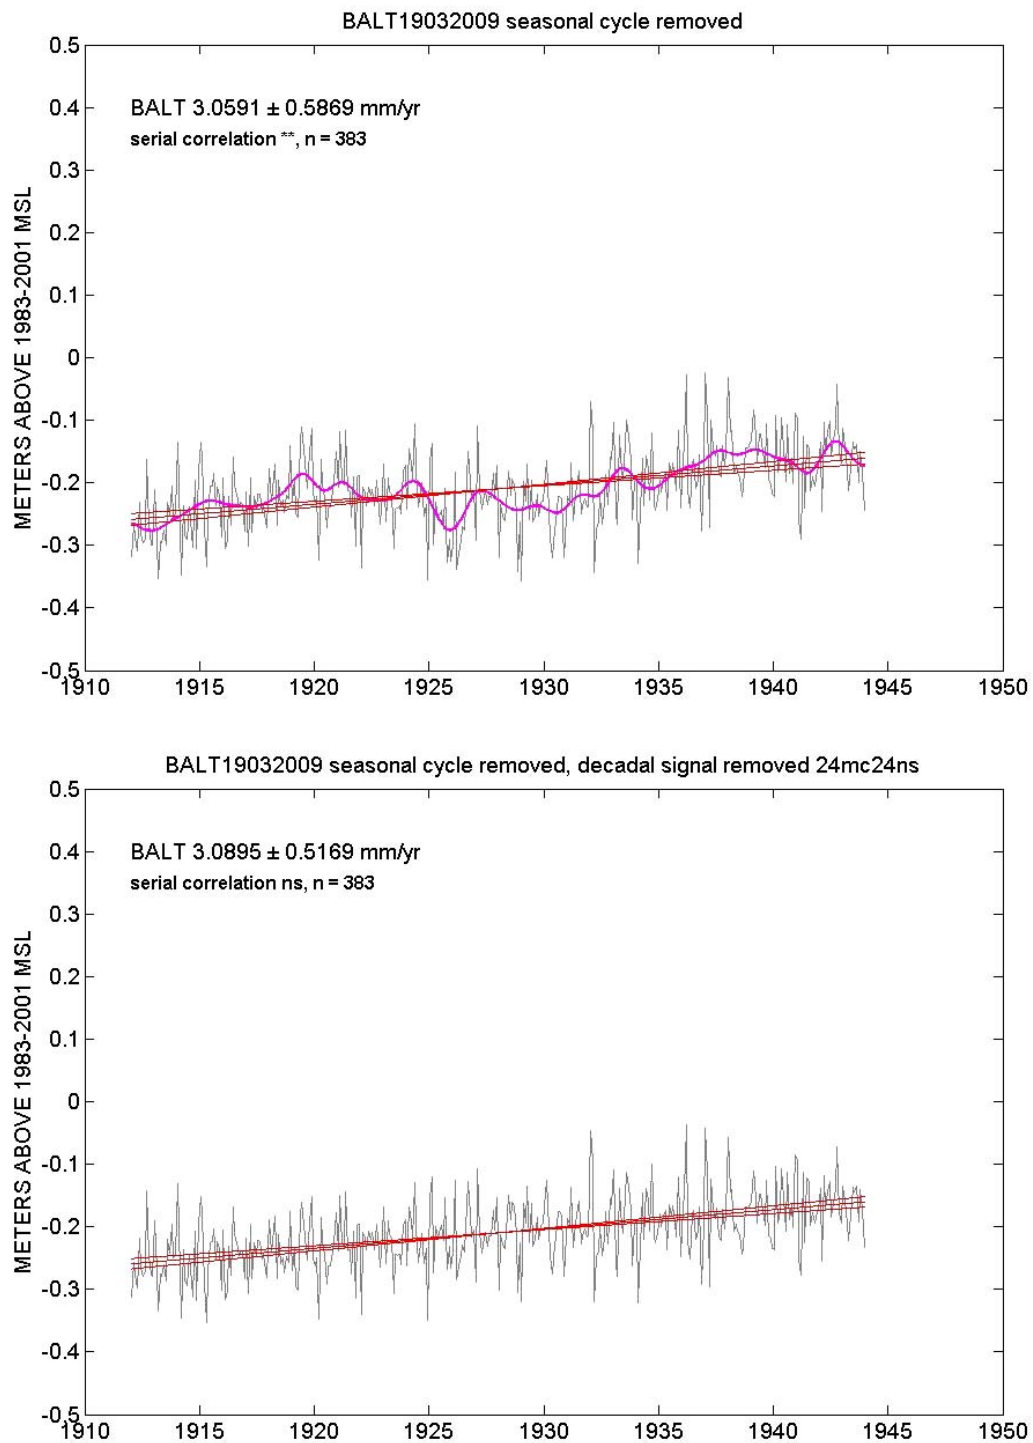 BALT19032009 seasonal cycle removed
0.5
BALT 3.0591 ± 0.5869 mm/yr
serial correlation **, n = 383
0.4
0.3
0.2
0.1
0
-0.1
-0.2
-0.3
-0.4
-0.5
METERS ABOVE 1983-2001 MSL
1910 1915 1920 1925 1930 1935 1940 1945 1950
BALT19032009 seasonal cycle removed, decadal signal removed 24mc24ns
0.5
BALT 3.0895 ± 0.5169 mm/yr
serial correlation ns, n = 383
0.4
0.3
0.2
0.1
0
-0.1
-0.2
-0.3
-0.4
-0.5
METERS ABOVE 1983-2001 MSL
1910 1915 1920 1925 1930 1935 1940 1945 1950